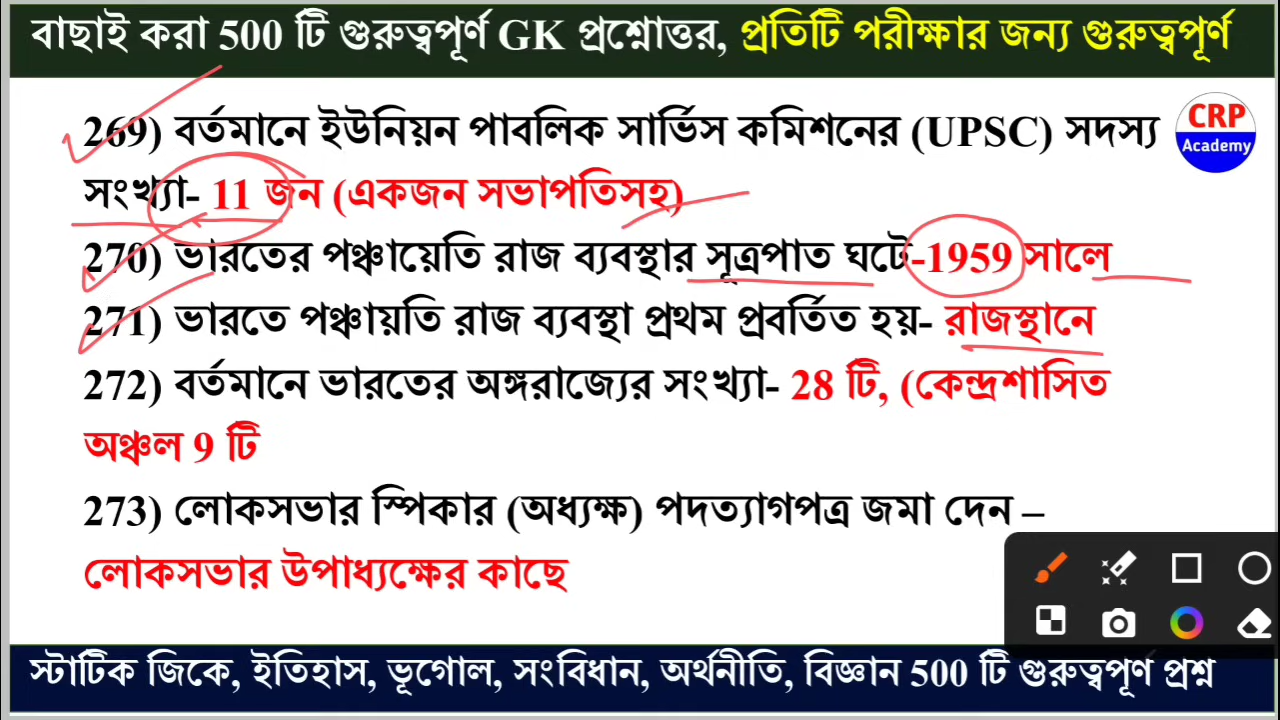 বাছাই করা 500 টি গুরুত্বপূর্ণ GK প্রশ্নোত্তর, প্রতিটি পরীক্ষার জন্য গুরুত্বপূর্ণ
269) বর্তমানে ইউনিয়ন পাবলিক সার্ভিস কমিশনের (UPSC) সদস্য
সংখ্যা- 11 জন (একজন সভাপতিসহ)
270) ভারতের পঞ্চায়েতি রাজ ব্যবস্থার সূত্রপাত ঘটে-1959 সালে
271) ভারতে পঞ্চায়তি রাজ ব্যবস্থা প্রথম প্রবর্তিত হয়- রাজস্থানে
272) বর্তমানে ভারতের অঙ্গরাজ্যের সংখ্যা- 28 টি, (কেন্দ্রশাসিত
অঞ্চল 9 টি
273) লোকসভার স্পিকার (অধ্যক্ষ) পদত্যাগপত্র জমা দেন –
লোকসভার উপাধ্যক্ষের কাছে
CRP
Academy
স্টাটিক জিকে, ইতিহাস, ভূগোল, সংবিধান, অর্থনীতি, বিজ্ঞান 500 টি গুরুত্বপূর্ণ প্রশ্ন